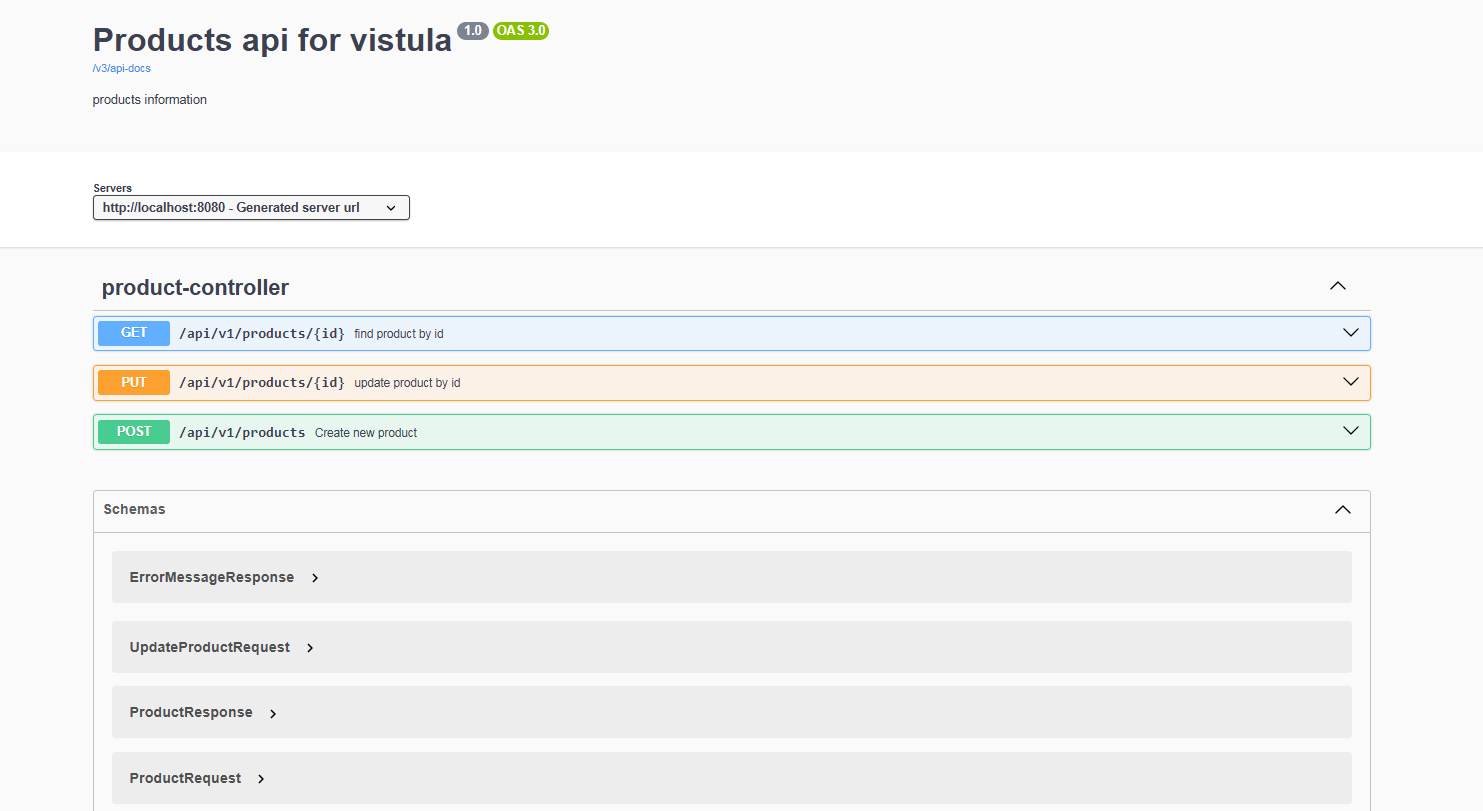 Products api for vistula 1.0 OAS 3.0
/v3/api-docs
products information
Servers
http://localhost:8080 - Generated server url
product-controller
GET /api/v1/products/{id} find product by id
PUT /api/v1/products/{id} update product by id
POST /api/v1/products Create new product
Schemas
ErrorMessageResponse
UpdateProductRequest
ProductResponse
ProductRequest